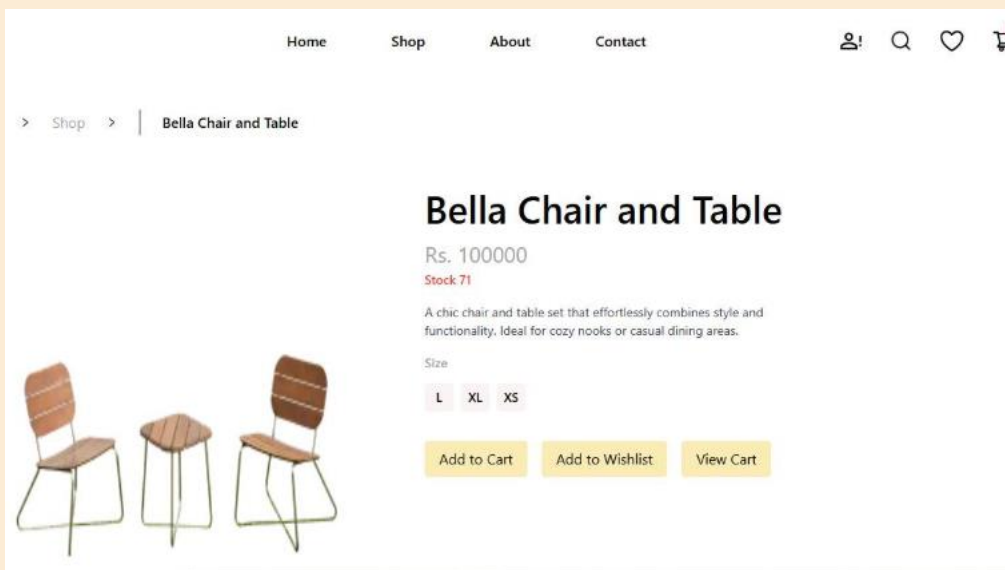 Home Shop About Contact
> Shop > Bella Chair and Table
Bella Chair and Table
Rs. 100000
Stock 71
A chic chair and table set that effortlessly combines style and
functionality. Ideal for cozy nooks or casual dining areas.
Size
L XL XS
Add to Cart Add to Wishlist View Cart